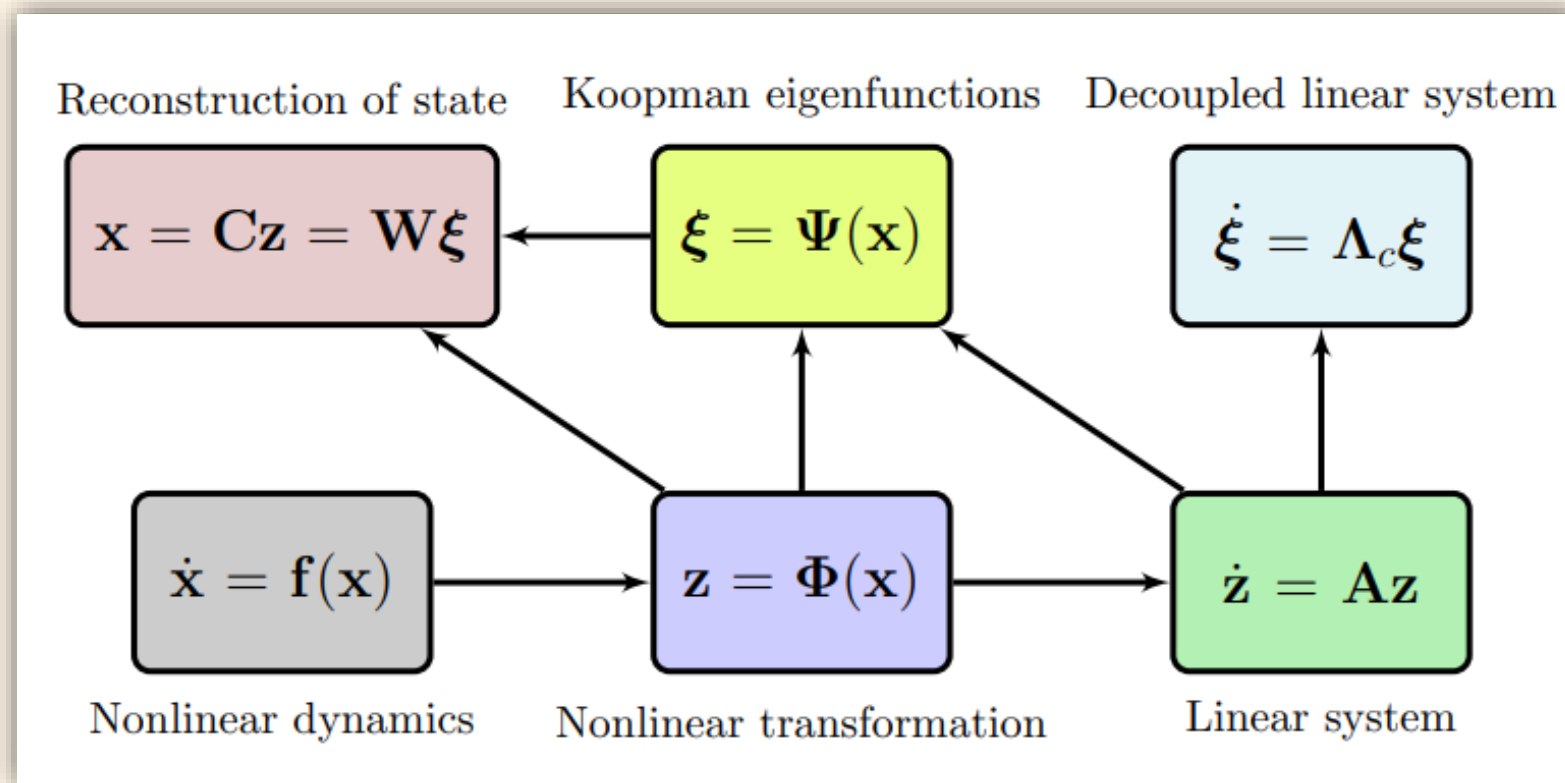 Reconstruction of state
Koopman eigenfunctions
Decoupled linear system
x = Cz = Wξ
ξ = Ψ(x)
ξ̇ = Λ_c ξ
ẋ = f(x)
z = Φ(x)
ż = Az
Nonlinear dynamics
Nonlinear transformation
Linear system